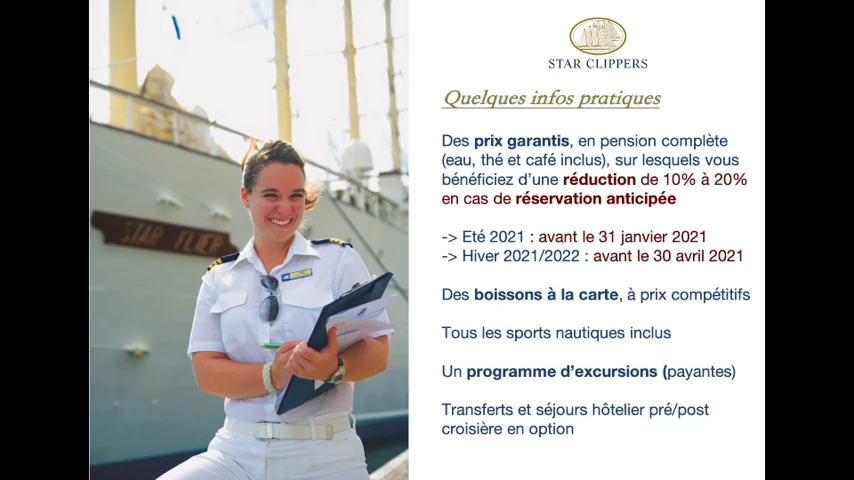 STAR FLIER
STAR CLIPPERS
Quelques infos pratiques
Des prix garantis, en pension complète
(eau, thé et café inclus), sur lesquels vous
bénéficiez d’une réduction de 10% à 20%
en cas de réservation anticipée
-> Eté 2021 : avant le 31 janvier 2021
-> Hiver 2021/2022 : avant le 30 avril 2021
Des boissons à la carte, à prix compétitifs
Tous les sports nautiques inclus
Un programme d’excursions (payantes)
Transferts et séjours hôtelier pré/post
croisière en option